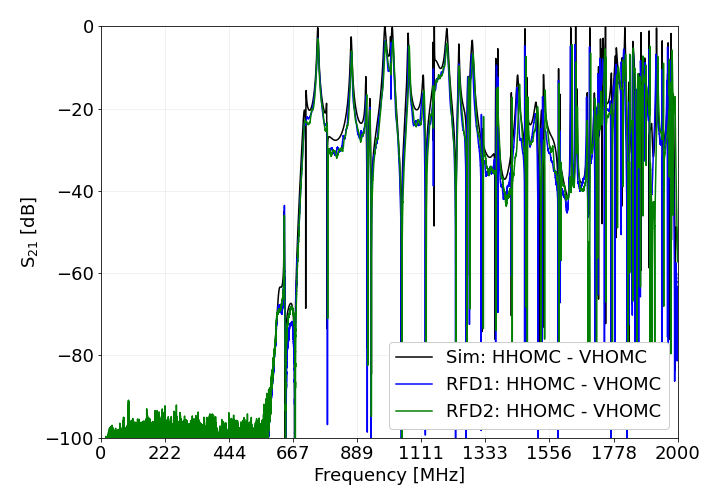 0
−20
−40
−60
−80
−100
S21 [dB]
Sim: HHOMC - VHOMC
RFD1: HHOMC - VHOMC
RFD2: HHOMC - VHOMC
0 222 444 667 889 1111 1333 1556 1778 2000
Frequency [MHz]